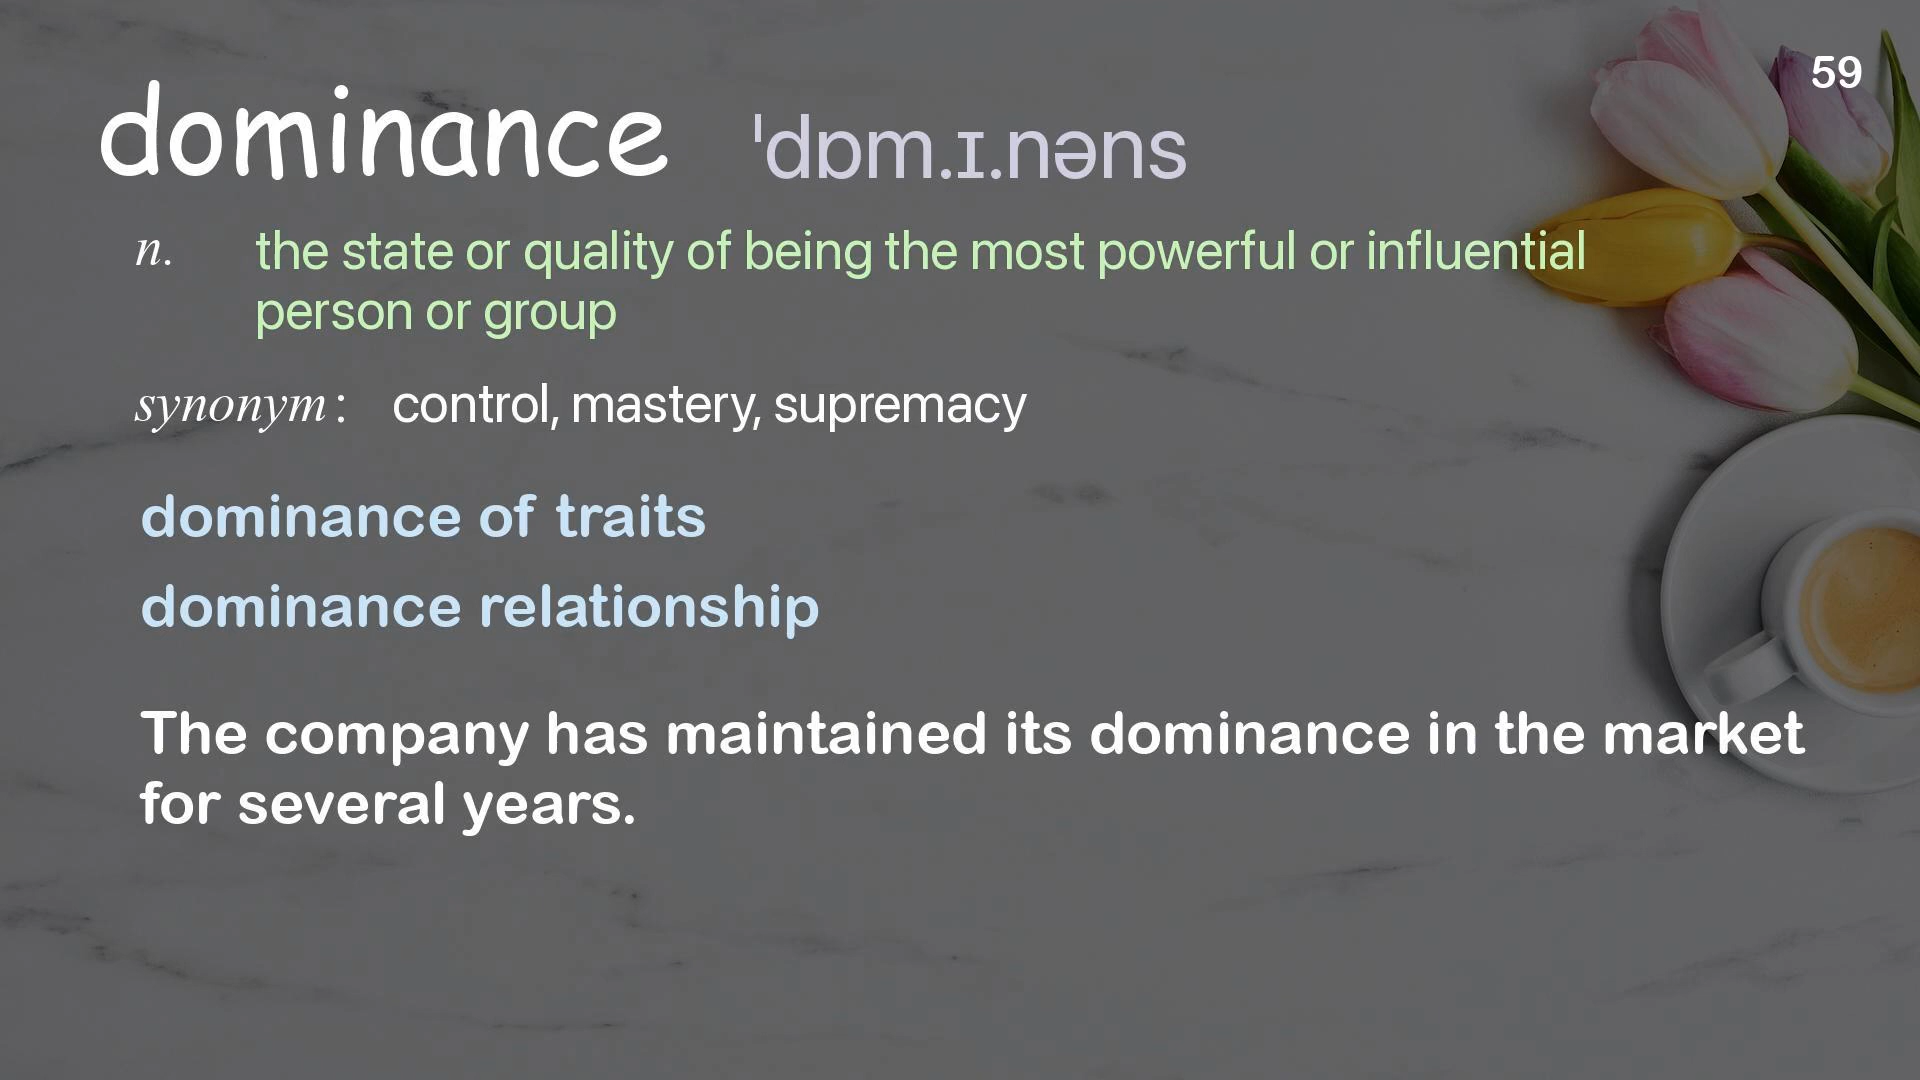 59
dominance ˈdɒm.ɪ.nəns
n. the state or quality of being the most powerful or influential
person or group
synonym: control, mastery, supremacy
dominance of traits
dominance relationship
The company has maintained its dominance in the market
for several years.